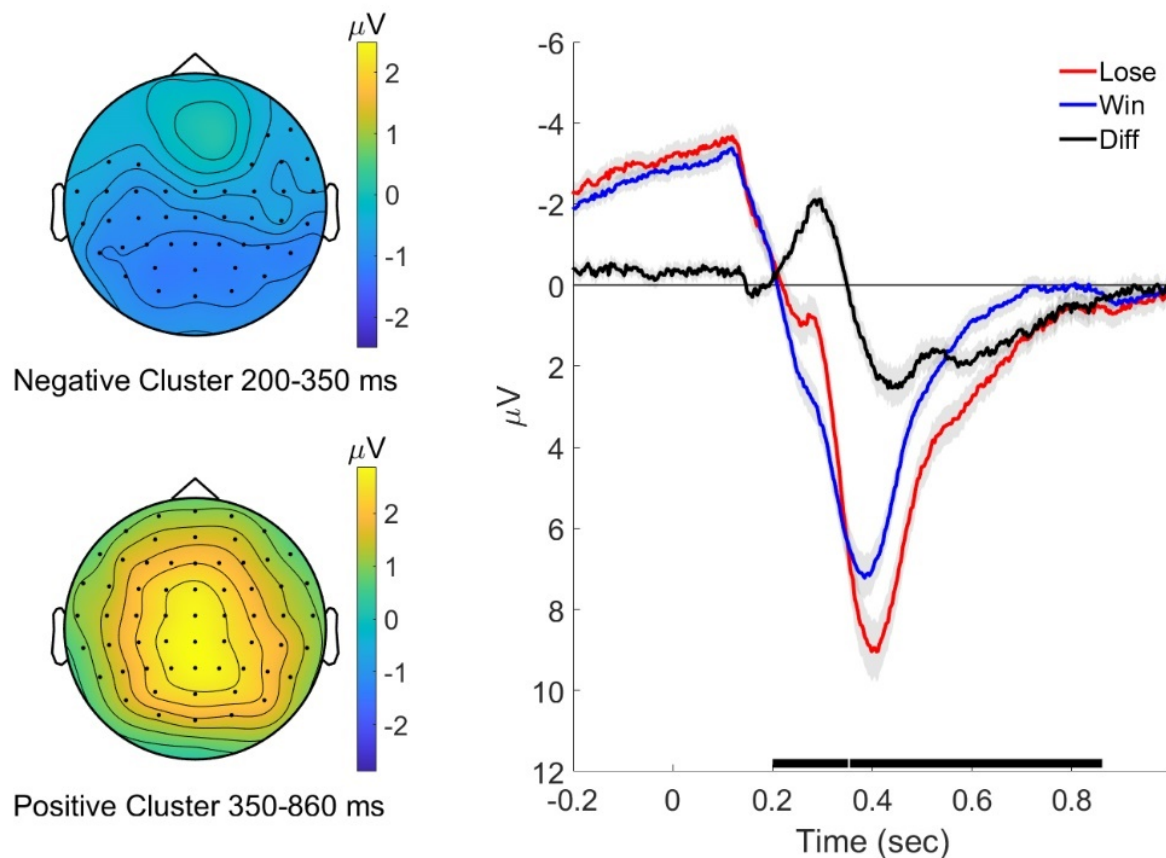 μV
2
1
0
-1
-2
Negative Cluster 200-350 ms
μV
2
1
0
-1
-2
Positive Cluster 350-860 ms
-6
-4
-2
0
2
4
6
8
10
12
μV
Lose
Win
Diff
-0.2 0 0.2 0.4 0.6 0.8
Time (sec)